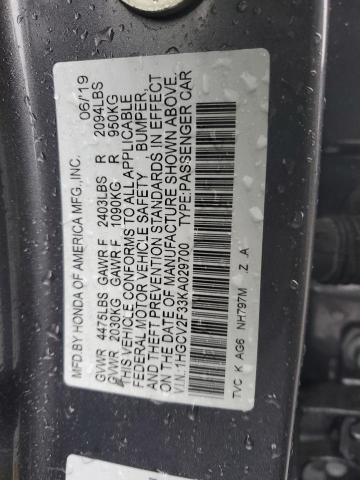 MFD BY HONDA OF AMERICA MFG., INC. 06/19
GVWR 4475LBS GAWR F 2403LBS R 2094LBS
GVWR 2030KG GAWR F 1090KG R 950KG
THIS VEHICLE CONFORMS TO ALL APPLICABLE
FEDERAL MOTOR VEHICLE SAFETY , BUMPER,
AND THEFT PREVENTION STANDARDS IN EFFECT
ON THE DATE OF MANUFACTURE SHOWN ABOVE.
V.I.N.:1HGCV2F33KA029700 TYPE:PASSENGER CAR
TVC K AG6 NH797M Z A